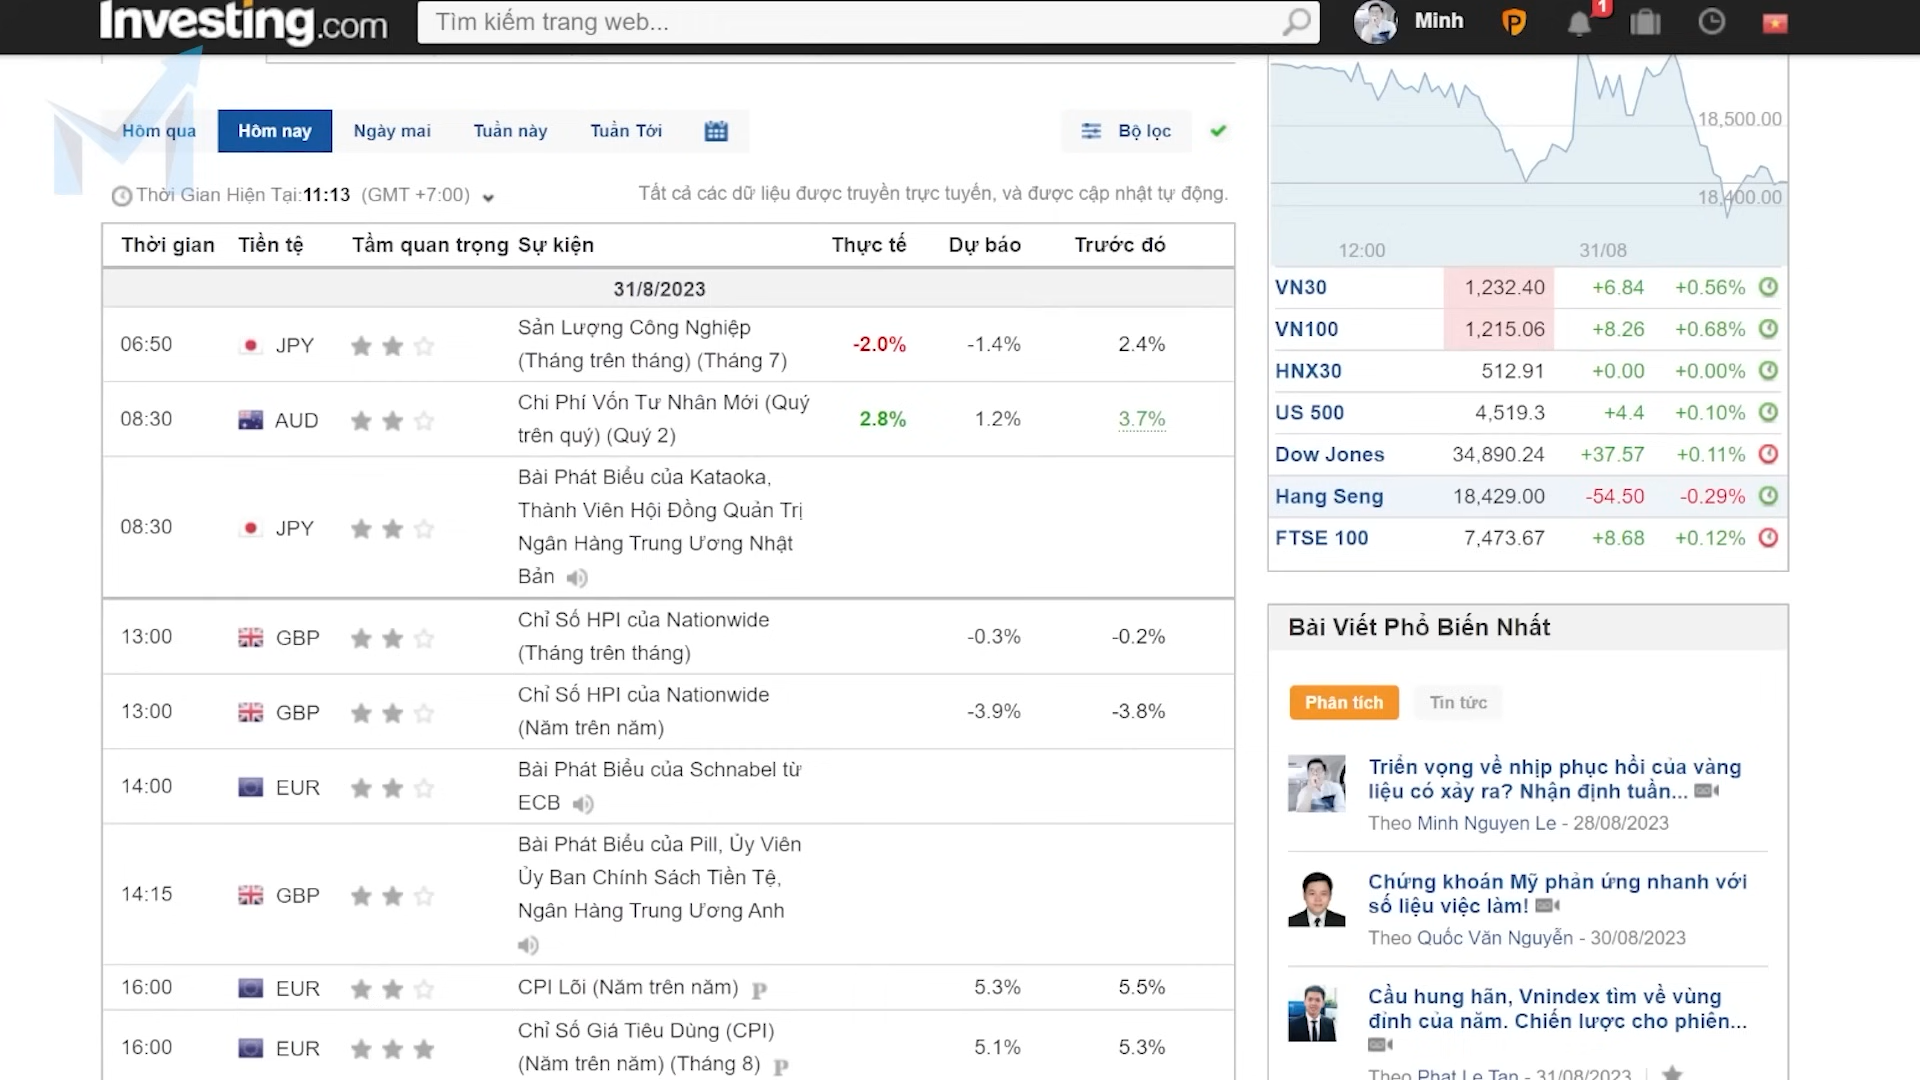 Investing.com
Tìm kiếm trang web...
Minh
1
Hôm qua
Hôm nay
Ngày mai
Tuần này
Tuần Tới
Bộ lọc
Thời Gian Hiện Tại:11:13 (GMT +7:00)
Tất cả các dữ liệu được truyền trực tuyến, và được cập nhật tự động.
Thời gian Tiền tệ Tầm quan trọng Sự kiện Thực tế Dự báo Trước đó
31/8/2023
06:50 JPY Sản Lượng Công Nghiệp -2.0% -1.4% 2.4%
(Tháng trên tháng) (Tháng 7)
08:30 AUD Chi Phí Vốn Tư Nhân Mới (Quý 2.8% 1.2% 3.7%
trên quý) (Quý 2)
08:30 JPY Bài Phát Biểu của Kataoka,
Thành Viên Hội Đồng Quản Trị
Ngân Hàng Trung Ương Nhật
Bản
13:00 GBP Chỉ Số HPI của Nationwide -0.3% -0.2%
(Tháng trên tháng)
13:00 GBP Chỉ Số HPI của Nationwide -3.9% -3.8%
(Năm trên năm)
14:00 EUR Bài Phát Biểu của Schnabel từ
ECB
14:15 GBP Bài Phát Biểu của Pill, Ủy Viên
Ủy Ban Chính Sách Tiền Tệ,
Ngân Hàng Trung Ương Anh
16:00 EUR CPI Lõi (Năm trên năm) P 5.3% 5.5%
16:00 EUR Chỉ Số Giá Tiêu Dùng (CPI) 5.1% 5.3%
(Năm trên năm) (Tháng 8) P
18,500.00
18,400.00
12:00 31/08
VN30 1,232.40 +6.84 +0.56%
VN100 1,215.06 +8.26 +0.68%
HNX30 512.91 +0.00 +0.00%
US 500 4,519.3 +4.4 +0.10%
Dow Jones 34,890.24 +37.57 +0.11%
Hang Seng 18,429.00 -54.50 -0.29%
FTSE 100 7,473.67 +8.68 +0.12%
Bài Viết Phổ Biến Nhất
Phân tích
Tin tức
Triển vọng về nhịp phục hồi của vàng
liệu có xảy ra? Nhận định tuần...
Theo Minh Nguyen Le - 28/08/2023
Chứng khoán Mỹ phản ứng nhanh với
số liệu việc làm!
Theo Quốc Văn Nguyễn - 30/08/2023
Cầu hung hãn, Vnindex tìm về vùng
đỉnh của năm. Chiến lược cho phiên...
Theo Phat Le Tan - 31/08/2023